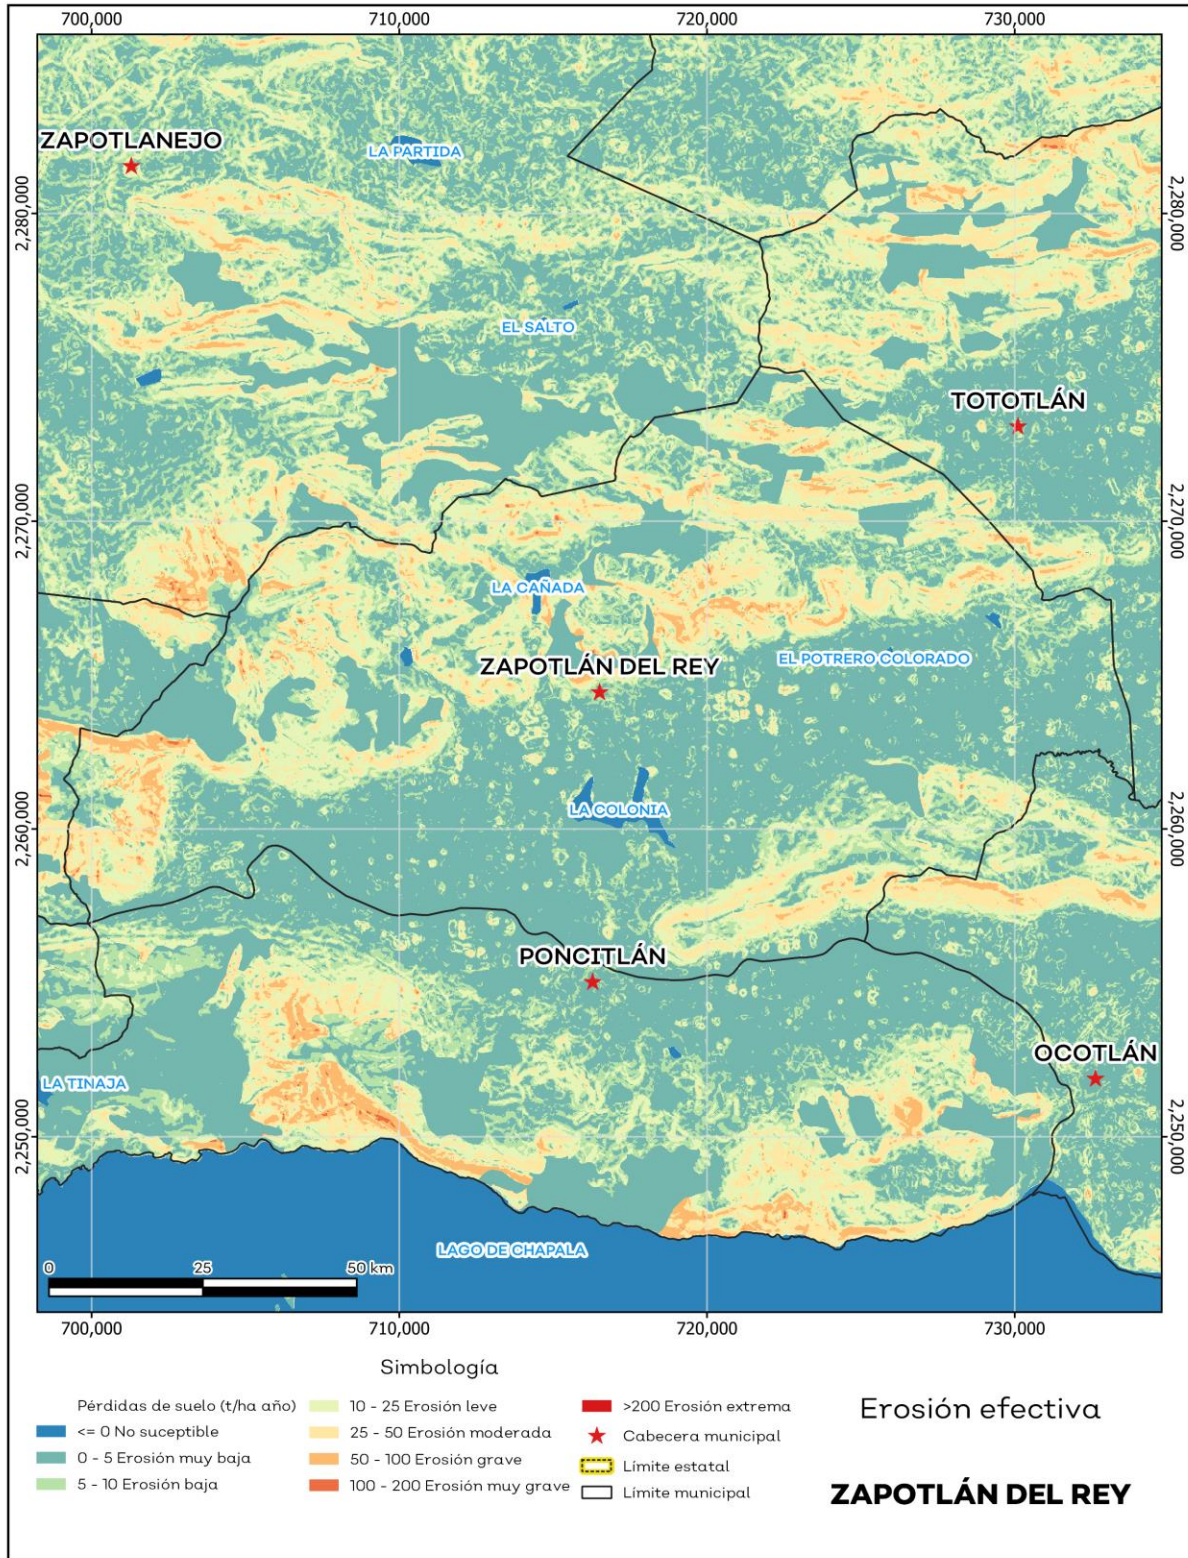 700,000 710,000 720,000 730,000
ZAPOTLANEJO
LA PARTIDA
2,280,000 2,280,000
EL SALTO
TOTOTLÁN
2,270,000 2,270,000
LA CAÑADA
ZAPOTLÁN DEL REY
EL POTRERO COLORADO
LA COLONIA
2,260,000 2,260,000
PONCITLÁN
OCOTLÁN
LA TINAJA
2,250,000 2,250,000
LAGO DE CHAPALA
0 25 50 km
700,000 710,000 720,000 730,000
Simbología
Pérdidas de suelo (t/ha año)
<= 0 No suceptible
0 - 5 Erosión muy baja
5 - 10 Erosión baja
10 - 25 Erosión leve
25 - 50 Erosión moderada
50 - 100 Erosión grave
100 - 200 Erosión muy grave
>200 Erosión extrema
Cabecera municipal
Límite estatal
Límite municipal
Erosión efectiva
ZAPOTLÁN DEL REY